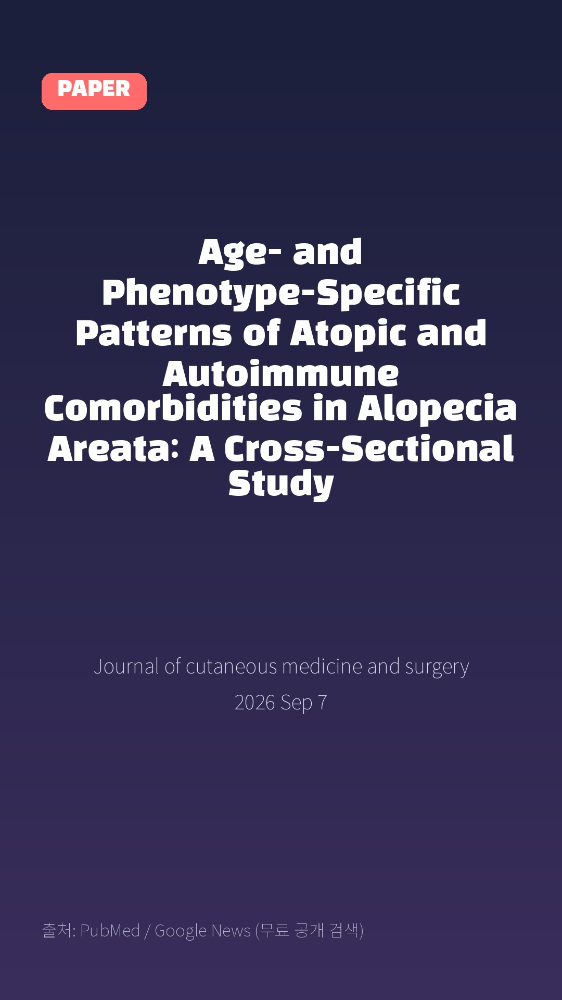 PAPER
Age- and
Phenotype-Specific
Patterns of Atopic and
Autoimmune
Comorbidities in Alopecia
Areata: A Cross-Sectional
Study
Journal of cutaneous medicine and surgery
2026 Sep 7
출처: PubMed / Google News (무료 공개 검색)